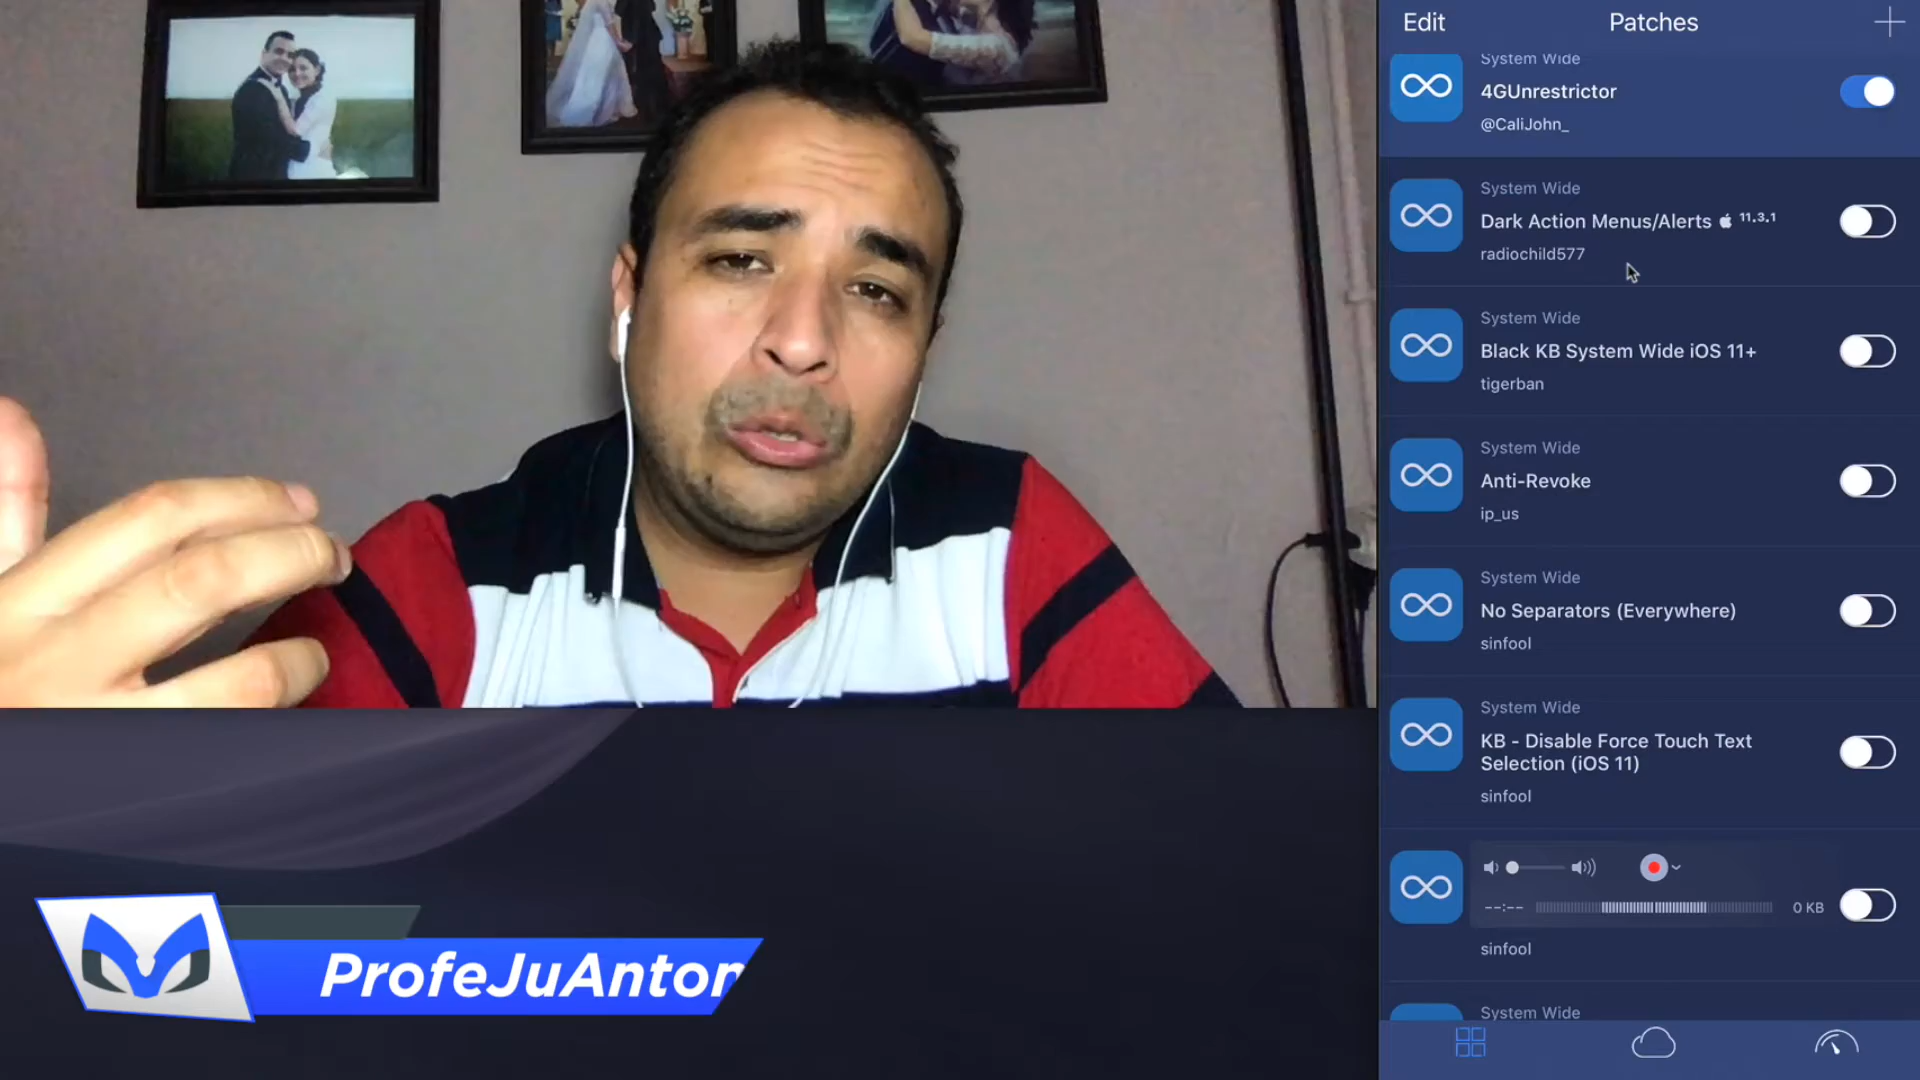 Edit
Patches
System Wide
4GUnrestrictor
@CaliJohn_
System Wide
Dark Action Menus/Alerts 11.3.1
radiochild577
System Wide
Black KB System Wide iOS 11+
tigerban
System Wide
Anti-Revoke
ip_us
System Wide
No Separators (Everywhere)
sinfool
System Wide
KB - Disable Force Touch Text
Selection (iOS 11)
sinfool
--:--
0 KB
sinfool
System Wide
ProfeJuAnton